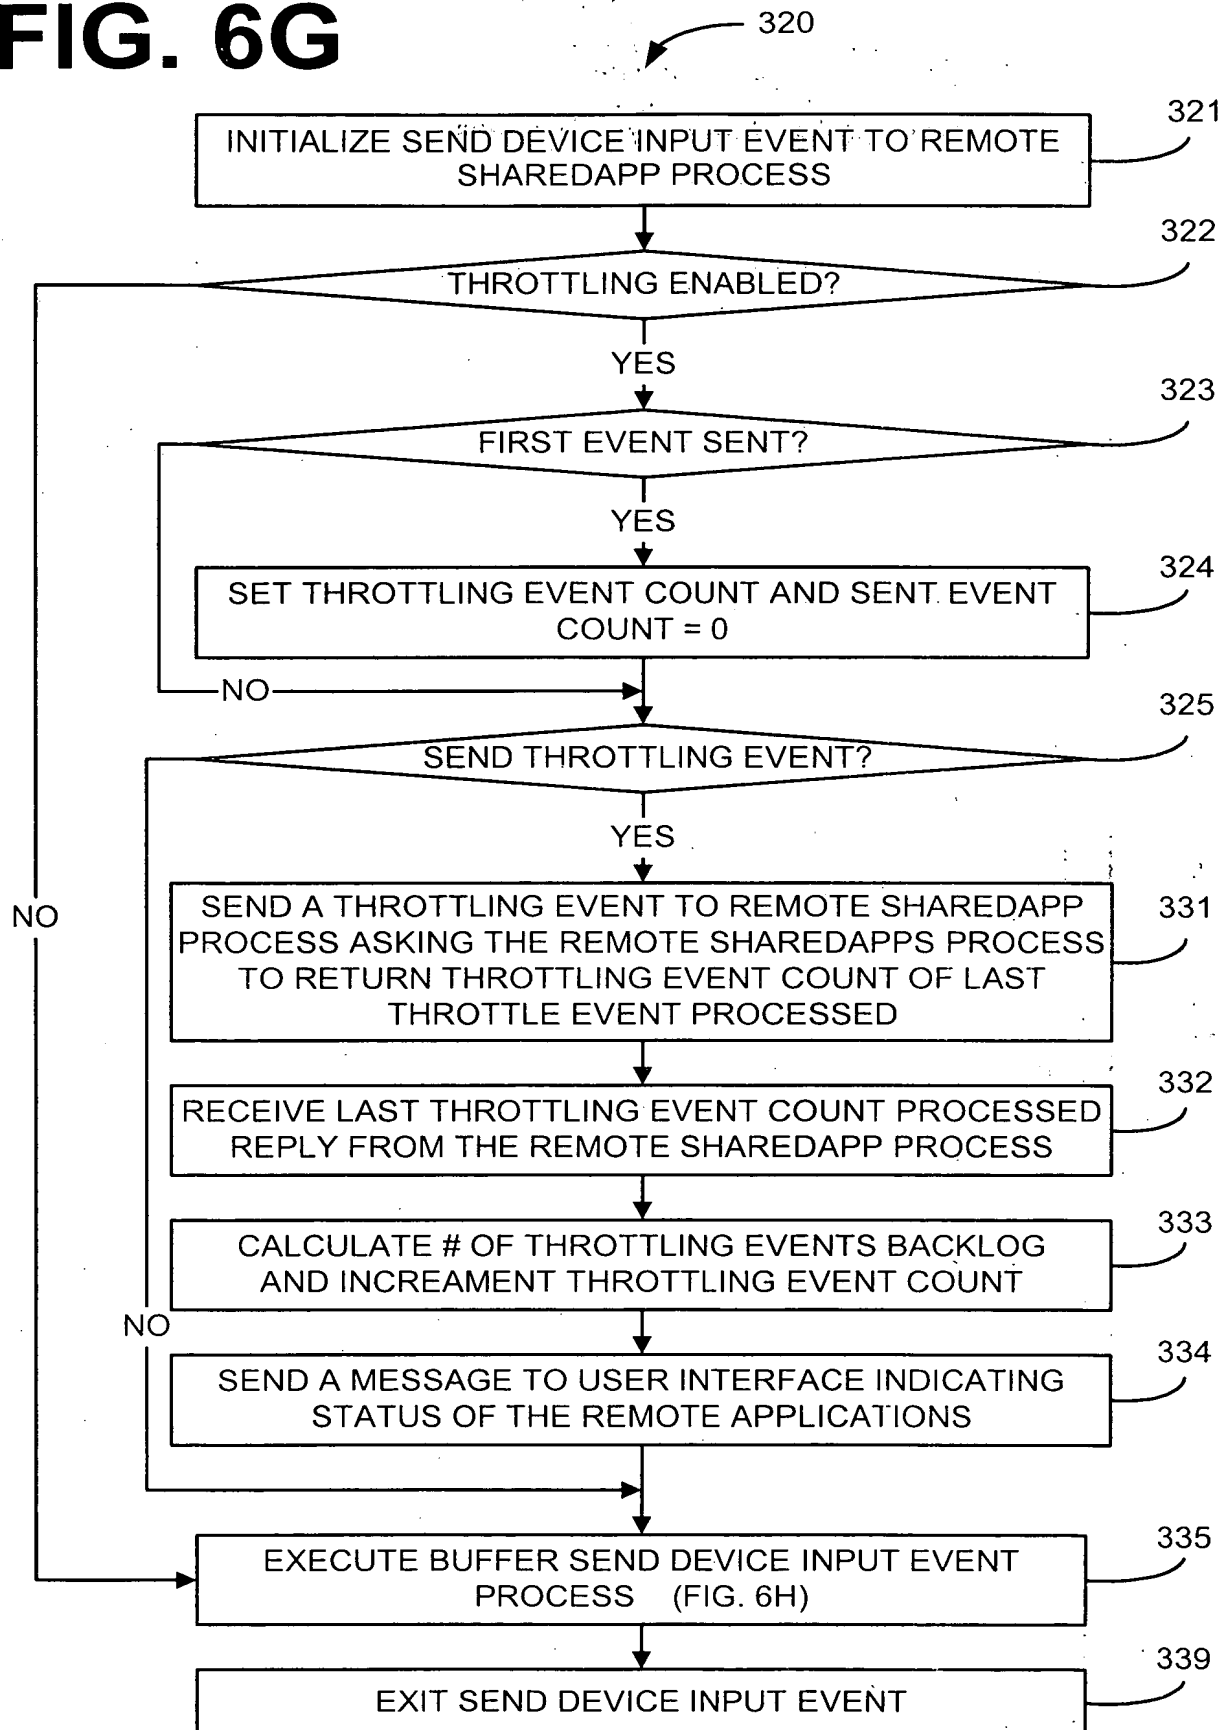 FIG. 6G
320
321
INITIALIZE SEND DEVICE INPUT EVENT TO REMOTE
SHAREDAPP PROCESS
322
THROTTLING ENABLED?
YES
323
FIRST EVENT SENT?
YES
324
SET THROTTLING EVENT COUNT AND SENT EVENT
COUNT = 0
NO
325
SEND THROTTLING EVENT?
YES
NO
331
SEND A THROTTLING EVENT TO REMOTE SHAREDAPP
PROCESS ASKING THE REMOTE SHAREDAPPS PROCESS
TO RETURN THROTTLING EVENT COUNT OF LAST
THROTTLE EVENT PROCESSED
332
RECEIVE LAST THROTTLING EVENT COUNT PROCESSED
REPLY FROM THE REMOTE SHAREDAPP PROCESS
333
CALCULATE # OF THROTTLING EVENTS BACKLOG
AND INCREAMENT THROTTLING EVENT COUNT
NO
334
SEND A MESSAGE TO USER INTERFACE INDICATING
STATUS OF THE REMOTE APPLICATIONS
335
EXECUTE BUFFER SEND DEVICE INPUT EVENT
PROCESS (FIG. 6H)
339
EXIT SEND DEVICE INPUT EVENT